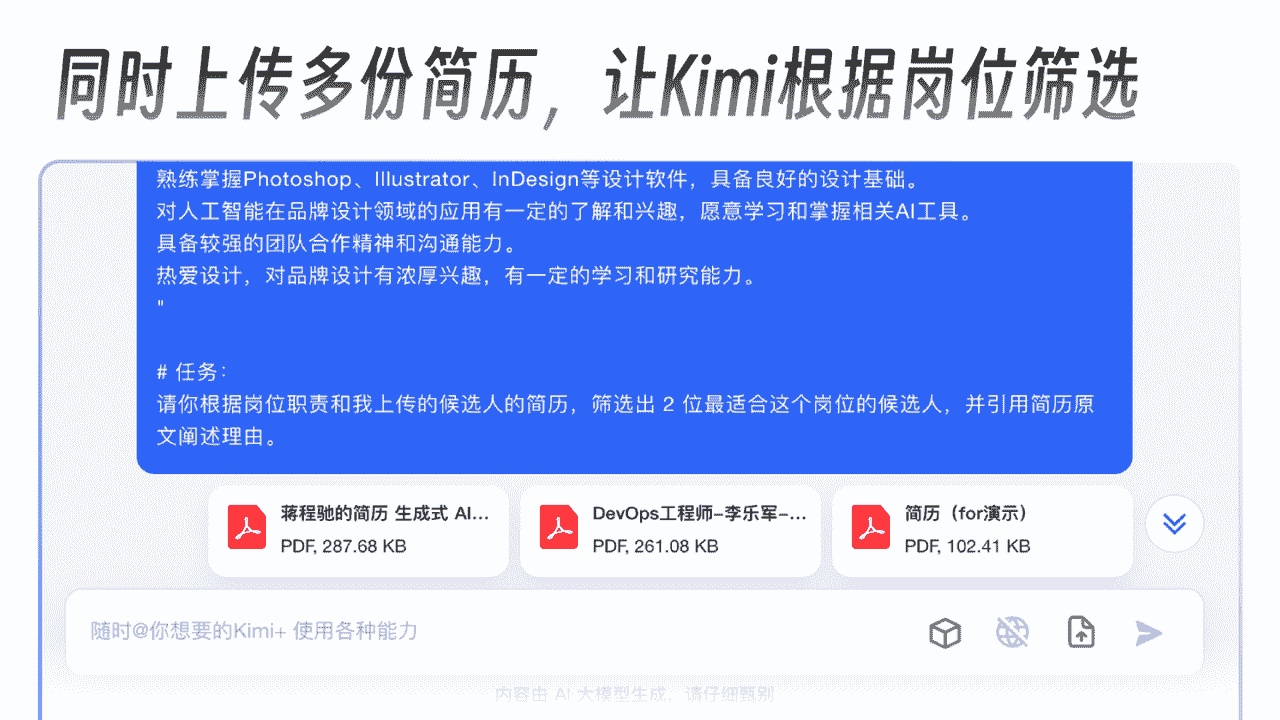 同时上传多份简历，让Kimi根据岗位筛选
熟练掌握Photoshop、Illustrator、InDesign等设计软件，具备良好的设计基础。
对人工智能在品牌设计领域的应用有一定的了解和兴趣，愿意学习和掌握相关AI工具。
具备较强的团队合作精神和沟通能力。
热爱设计，对品牌设计有浓厚兴趣，有一定的学习和研究能力。
"
# 任务：
请你根据岗位职责和我上传的候选人的简历，筛选出 2 位最适合这个岗位的候选人，并引用简历原
文阐述理由。
蒋程驰的简历 生成式 AI...
PDF, 287.68 KB
DevOps工程师-李乐军-...
PDF, 261.08 KB
简历（for演示）
PDF, 102.41 KB
随时@你想要的Kimi+ 使用各种能力
内容由 AI 大模型生成，请仔细甄别